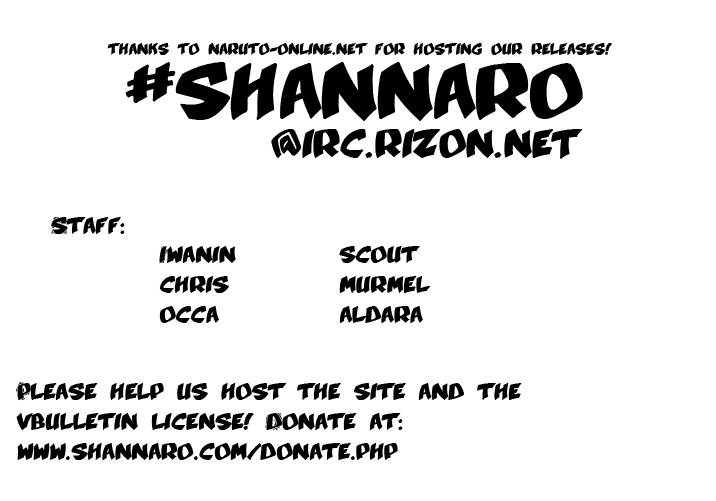 THANKS TO NARUTO-ONLINE.NET FOR HOSTING OUR RELEASES!
#SHANNARO
@IRC.RIZON.NET
STAFF:
IWANIN SCOUT
CHRIS MURMEL
OCCA ALDARA
PLEASE HELP US HOST THE SITE AND THE
VBULLETIN LICENSE! DONATE AT:
WWW.SHANNARO.COM/DONATE.PHP